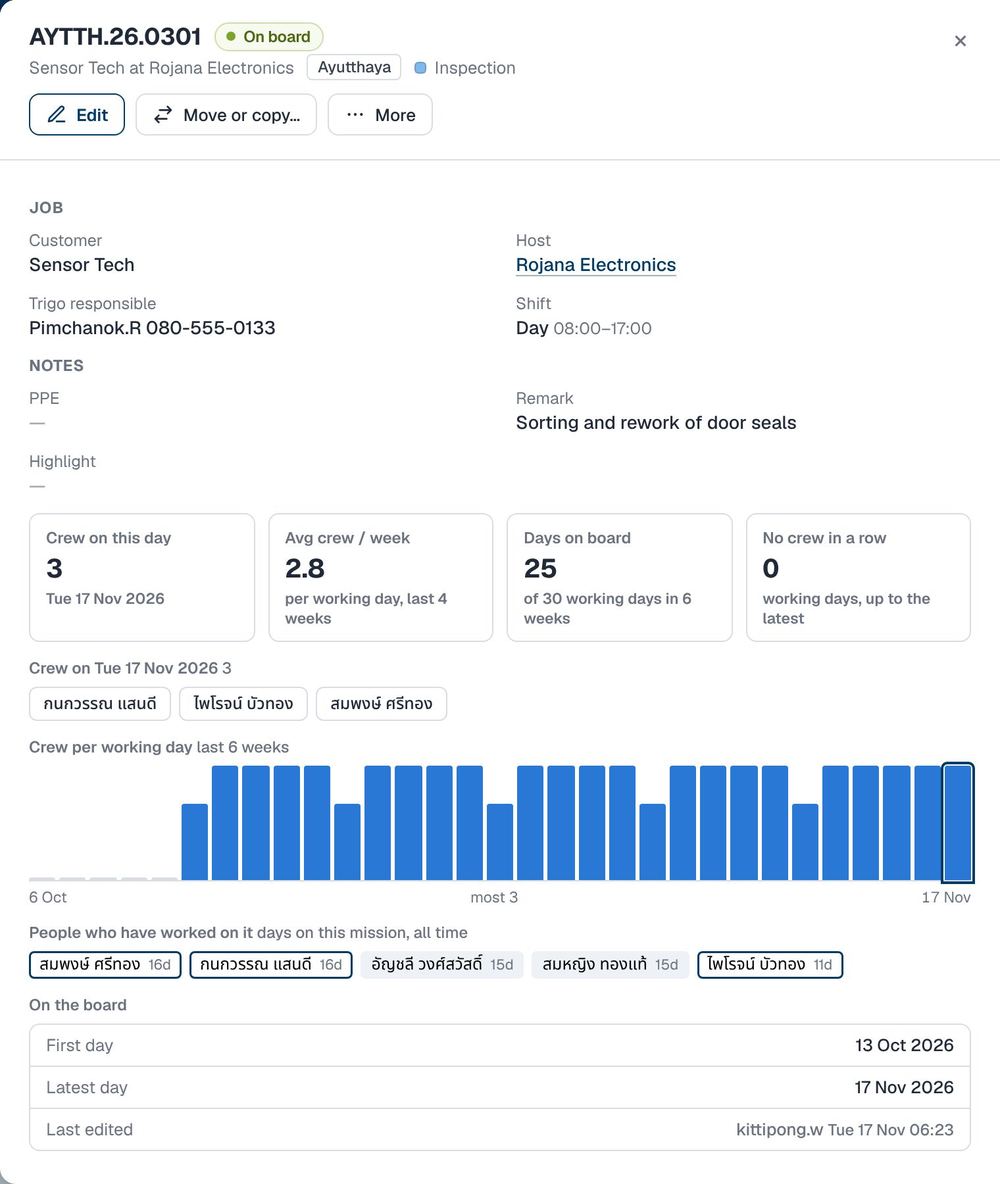 AYTTH.26.0301 On board
Sensor Tech at Rojana Electronics Ayutthaya Inspection
Edit Move or copy... More
JOB
Customer Host
Sensor Tech Rojana Electronics
Trigo responsible Shift
Pimchanok.R 080-555-0133 Day 08:00–17:00
NOTES
PPE Remark
— Sorting and rework of door seals
Highlight
—
Crew on this day Avg crew / week Days on board No crew in a row
3 2.8 25 0
Tue 17 Nov 2026 per working day, last 4 of 30 working days in 6 working days, up to the
weeks weeks latest
Crew on Tue 17 Nov 2026 3
กนกวรรณ แสนดี ไพโรจน์ บัวทอง สมพงษ์ ศรีทอง
Crew per working day last 6 weeks
6 Oct most 3 17 Nov
People who have worked on it days on this mission, all time
สมพงษ์ ศรีทอง 16d กนกวรรณ แสนดี 16d อัญชลี วงศ์สวัสดิ์ 15d สมหญิง ทองแท้ 15d ไพโรจน์ บัวทอง 11d
On the board
First day 13 Oct 2026
Latest day 17 Nov 2026
Last edited kittipong.w Tue 17 Nov 06:23